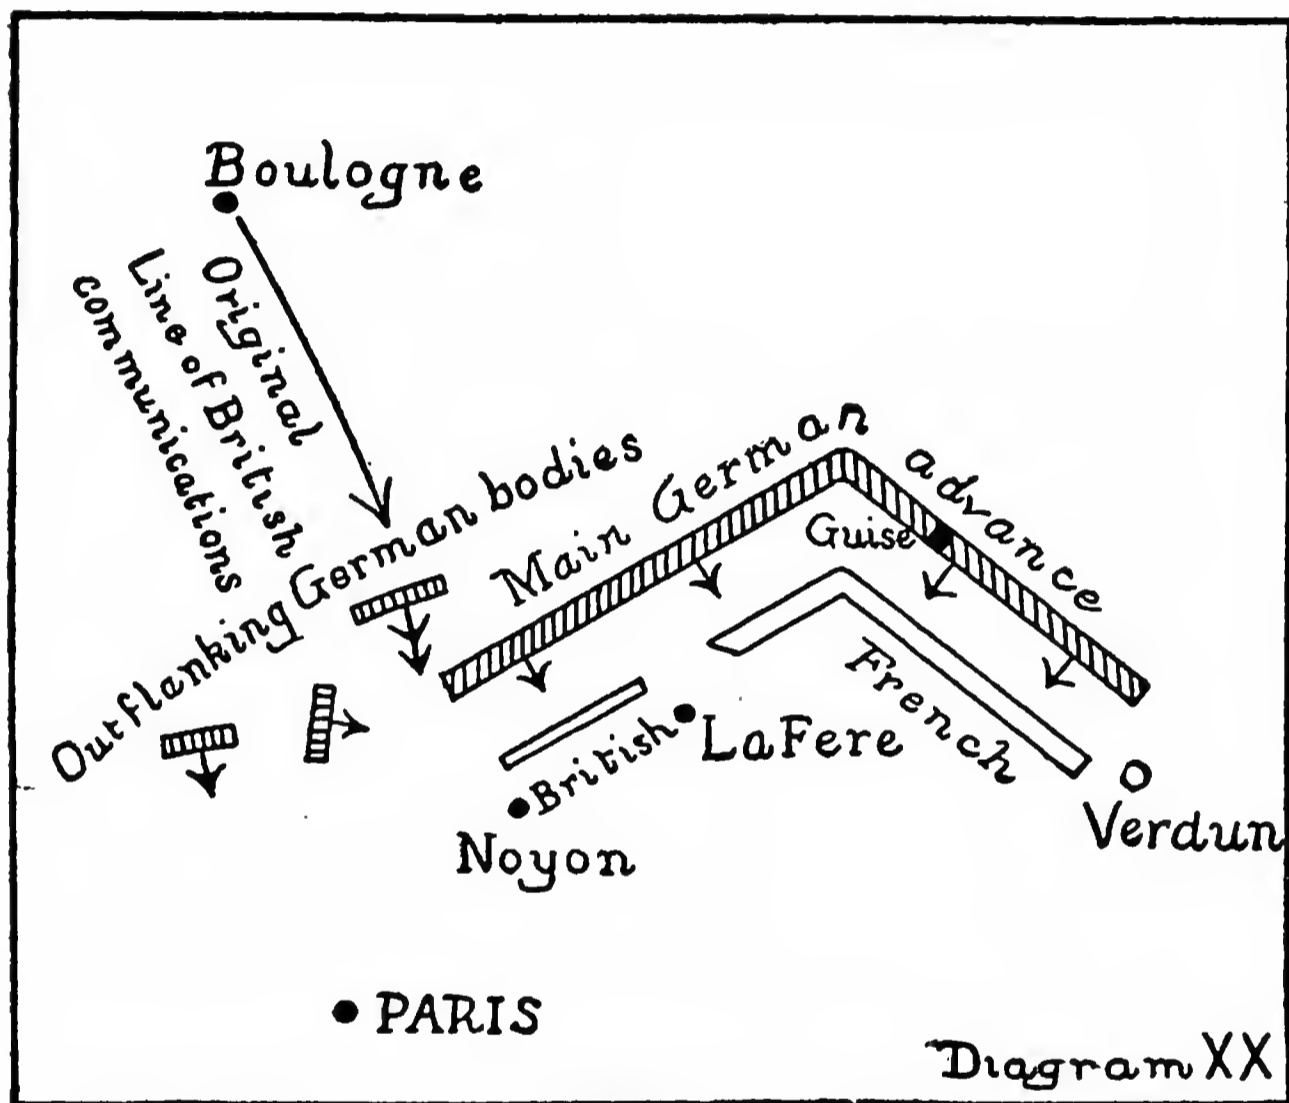 Boulogne
Original
Line of British
communications
Outflanking German bodies
Main German advance
Guise
French
British
LaFere
Noyon
Verdun
PARIS
Diagram XX